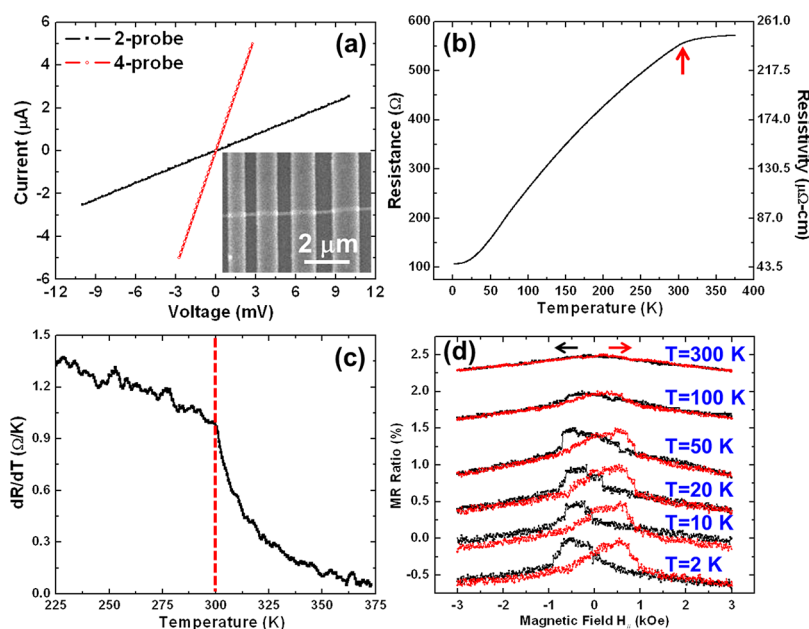 (a)
2-probe
4-probe
Current (μA)
6
4
2
0
-2
-4
6
-12 -9 -6 -3 0 3 6 9 12
Voltage (mV)
2 μm
(b)
Resistance (Ω)
600
500
400
300
200
100
Resistivity (μΩ-cm)
261.0
217.5
174.0
130.5
87.0
43.5
0 50 100 150 200 250 300 350 400
Temperature (K)
(c)
dR/dT (Ω/K)
1.5
1.2
0.9
0.6
0.3
0.0
225 250 275 300 325 350 375
Temperature (K)
(d)
MR Ratio (%)
2.5
2.0
1.5
1.0
0.5
0.0
-0.5
T=300 K
T=100 K
T=50 K
T=20 K
T=10 K
T=2 K
-3 -2 -1 0 1 2 3
Magnetic Field H (kOe)